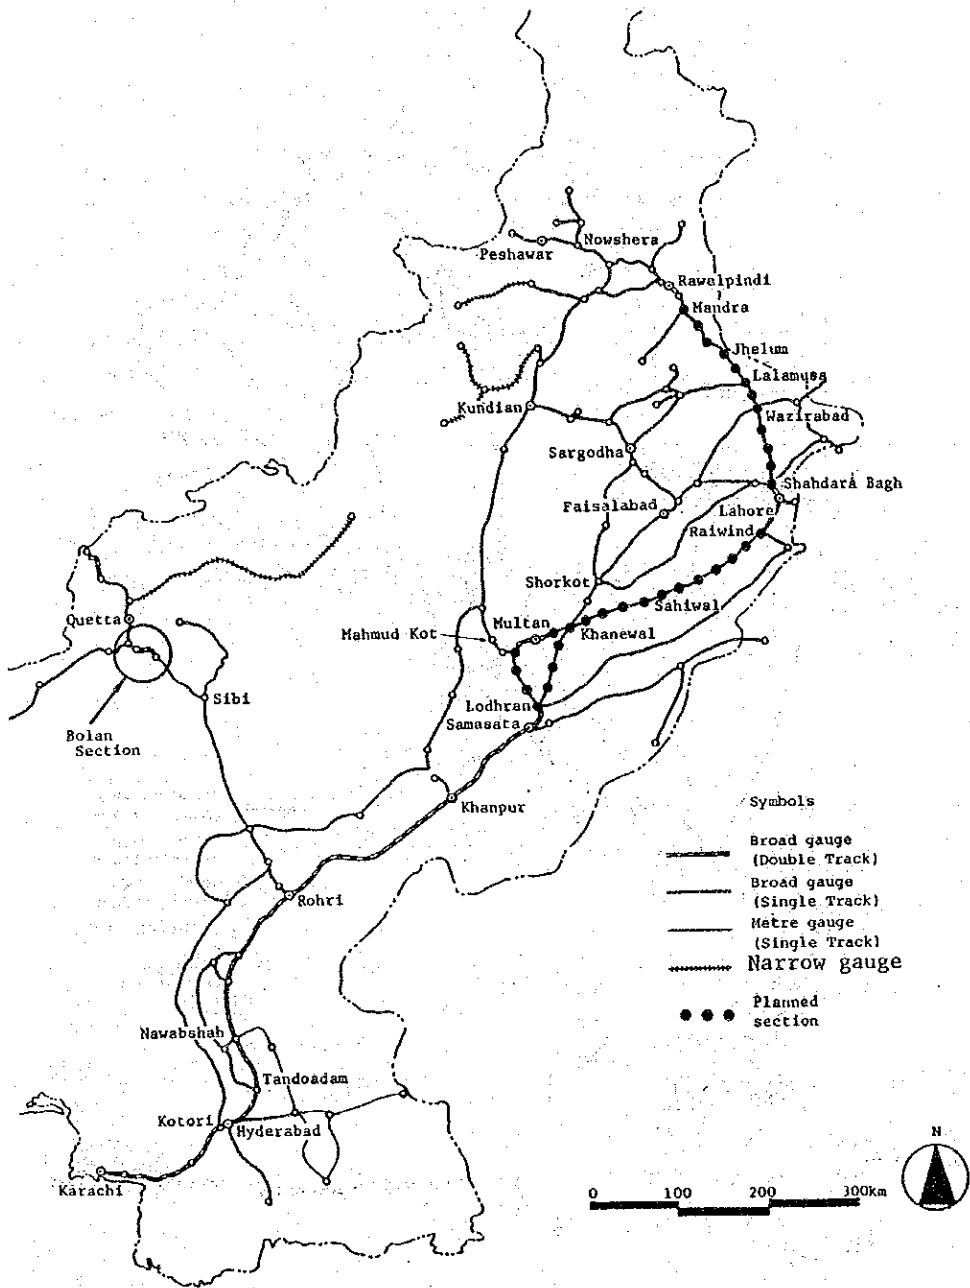 Nowshera
Peshawar
Rawalpindi
Mandra
Jhelum
Lalamusa
Kundian
Wazirabad
Sargodha
Shahdara Bagh
Faisalabad
Lahore
Raiwind
Shorkot
Sahiwal
Quetta
Multan
Mahmud Kot
Khanewal
Sibi
Lodhran
Samasata
Bolan
Section
Khanpur
Rohri
Nawabshah
Tandoadam
Kotori
Hyderabad
Karachi
Symbols
Broad gauge
(Double Track)
Broad gauge
(Single Track)
Metre gauge
(Single Track)
Narrow gauge
Planned
section
N
0 100 200 300km